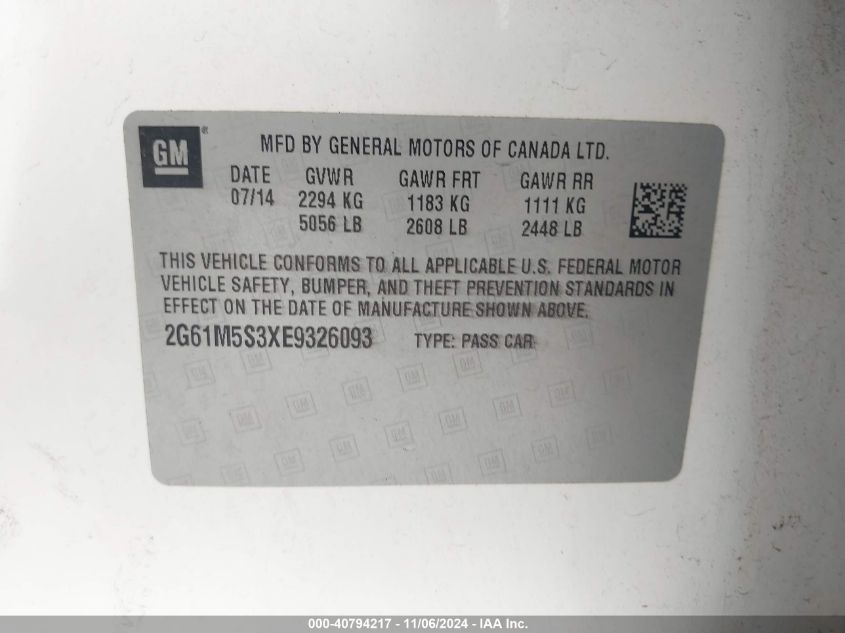 GM ®
MFD BY GENERAL MOTORS OF CANADA LTD.
DATE GVWR GAWR FRT GAWR RR
07/14 2294 KG 1183 KG 1111 KG
5056 LB 2608 LB 2448 LB
THIS VEHICLE CONFORMS TO ALL APPLICABLE U.S. FEDERAL MOTOR
VEHICLE SAFETY, BUMPER, AND THEFT PREVENTION STANDARDS IN
EFFECT ON THE DATE OF MANUFACTURE SHOWN ABOVE.
2G61M5S3XE9326093 TYPE: PASS CAR
000-40794217 - 11/06/2024 - IAA Inc.